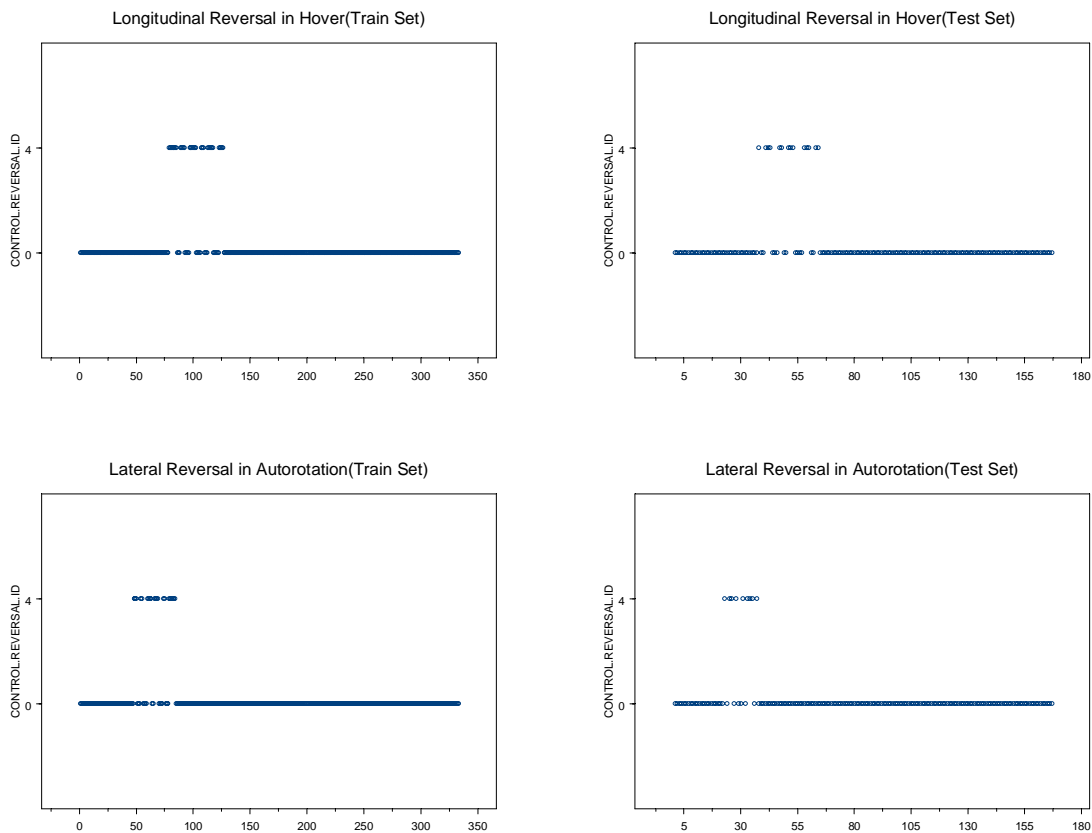 Longitudinal Reversal in Hover(Train Set)
CONTROL.REVERSAL.ID
4
0
0 50 100 150 200 250 300 350
Longitudinal Reversal in Hover(Test Set)
CONTROL.REVERSAL.ID
4
0
5 30 55 80 105 130 155 180
Lateral Reversal in Autorotation(Train Set)
CONTROL.REVERSAL.ID
4
0
0 50 100 150 200 250 300 350
Lateral Reversal in Autorotation(Test Set)
CONTROL.REVERSAL.ID
4
0
5 30 55 80 105 130 155 180